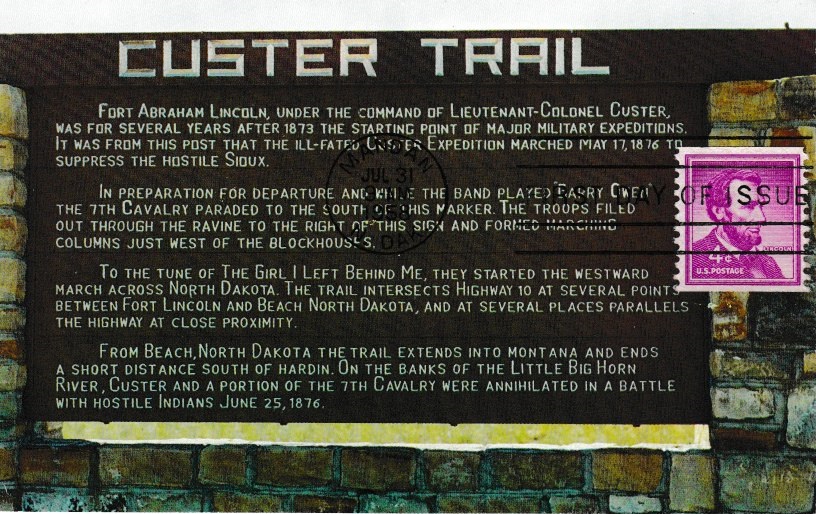 CUSTER TRAIL
FORT ABRAHAM LINCOLN, UNDER THE COMMAND OF LIEUTENANT-COLONEL CUSTER,
WAS FOR SEVERAL YEARS AFTER 1873 THE STARTING POINT OF MAJOR MILITARY EXPEDITIONS.
IT WAS FROM THIS POST THAT THE ILL-FATED CUSTER EXPEDITION MARCHED MAY 17, 1876 TO
SUPPRESS THE HOSTILE SIOUX.
IN PREPARATION FOR DEPARTURE AND WHILE THE BAND PLAYED "GARRY OWEN"
THE 7TH CAVALRY PARADED TO THE SOUTH OF THIS MARKER. THE TROOPS FILED
OUT THROUGH THE RAVINE TO THE RIGHT OF THIS SIGN AND FORMED MARCHING
COLUMNS JUST WEST OF THE BLOCKHOUSES.
TO THE TUNE OF THE GIRL I LEFT BEHIND ME, THEY STARTED THE WESTWARD
MARCH ACROSS NORTH DAKOTA. THE TRAIL INTERSECTS HIGHWAY 10 AT SEVERAL POINTS
BETWEEN FORT LINCOLN AND BEACH NORTH DAKOTA, AND AT SEVERAL PLACES PARALLELS
THE HIGHWAY AT CLOSE PROXIMITY.
FROM BEACH, NORTH DAKOTA THE TRAIL EXTENDS INTO MONTANA AND ENDS
A SHORT DISTANCE SOUTH OF HARDIN. ON THE BANKS OF THE LITTLE BIG HORN
RIVER, CUSTER AND A PORTION OF THE 7TH CAVALRY WERE ANNIHILATED IN A BATTLE
WITH HOSTILE INDIANS JUNE 25, 1876.
MANDAN
JUL 31
1958
N. DAK.
FIRST DAY OF ISSUE
4¢
U.S. POSTAGE